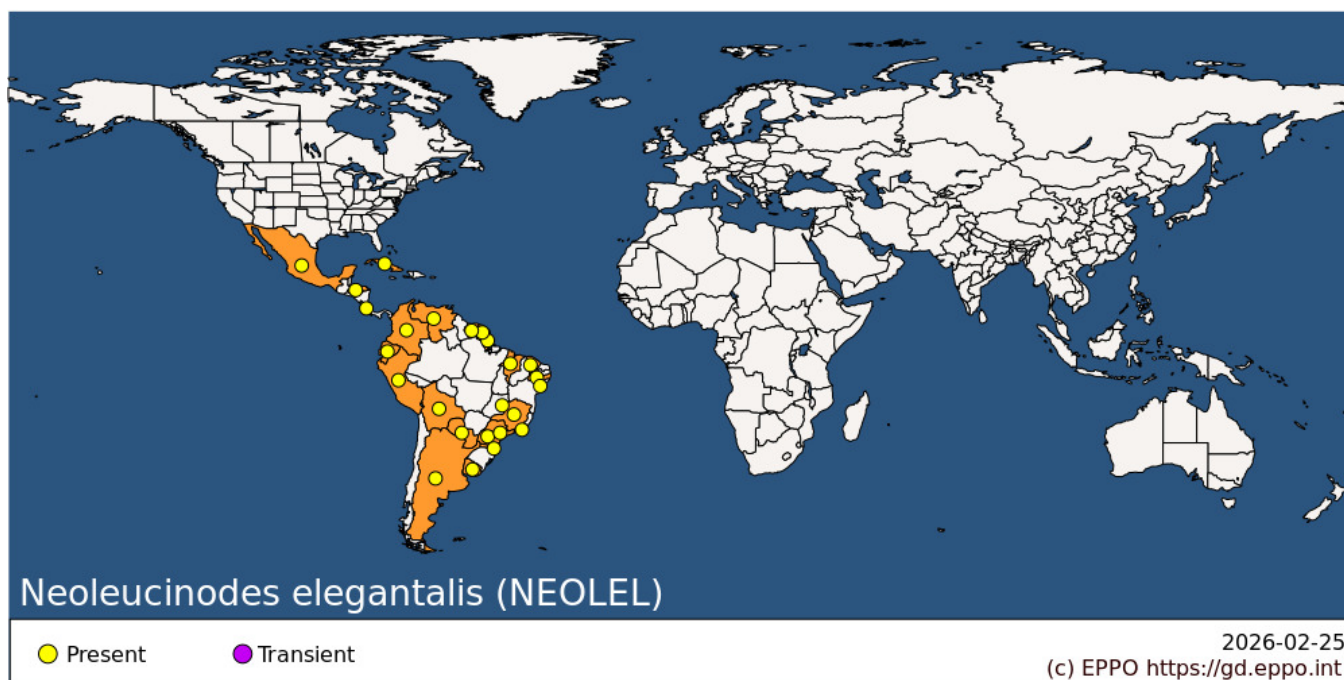 Neoleucinodes elegantalis (NEOLEL)
Present
Transient
2026-02-25
(c) EPPO https://gd.eppo.int